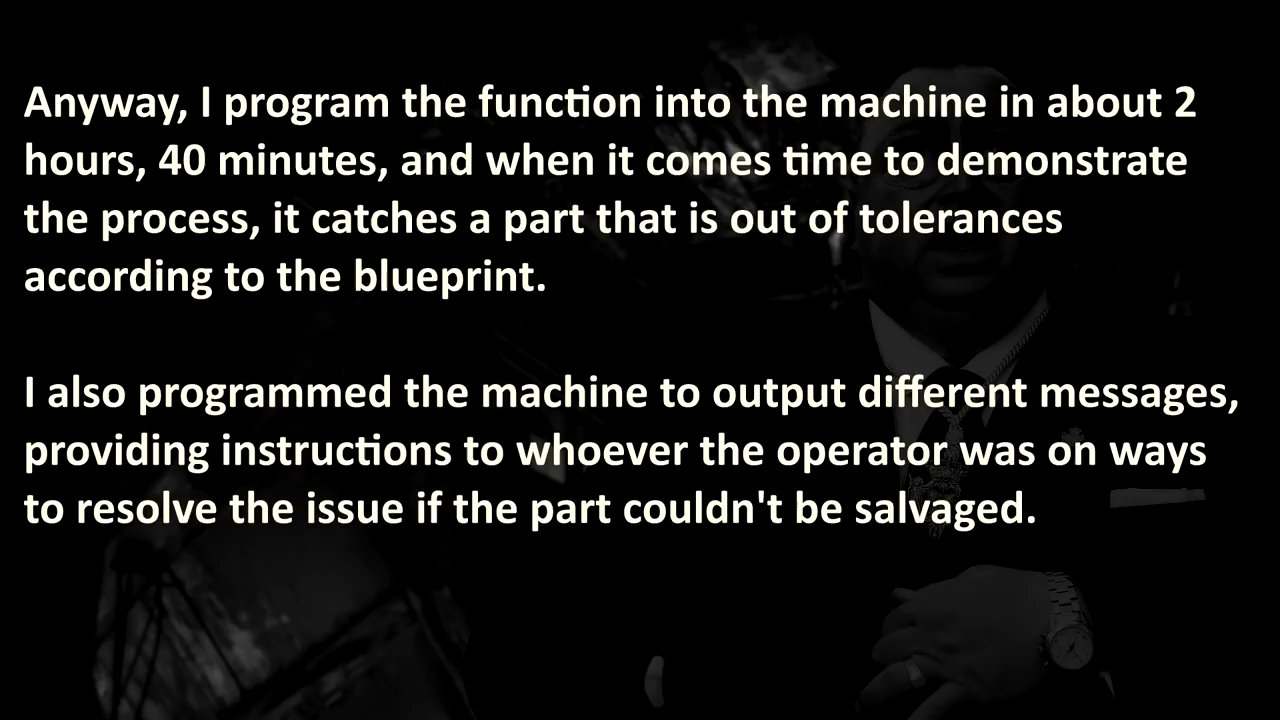 Anyway, I program the function into the machine in about 2
hours, 40 minutes, and when it comes time to demonstrate
the process, it catches a part that is out of tolerances
according to the blueprint.
I also programmed the machine to output different messages,
providing instructions to whoever the operator was on ways
to resolve the issue if the part couldn't be salvaged.